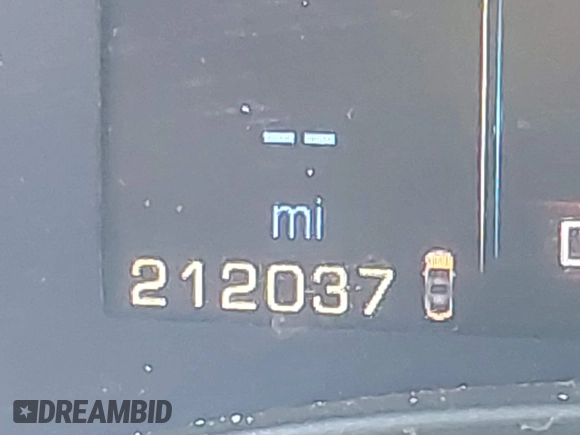 -- 
mi
212037
DREAMBID